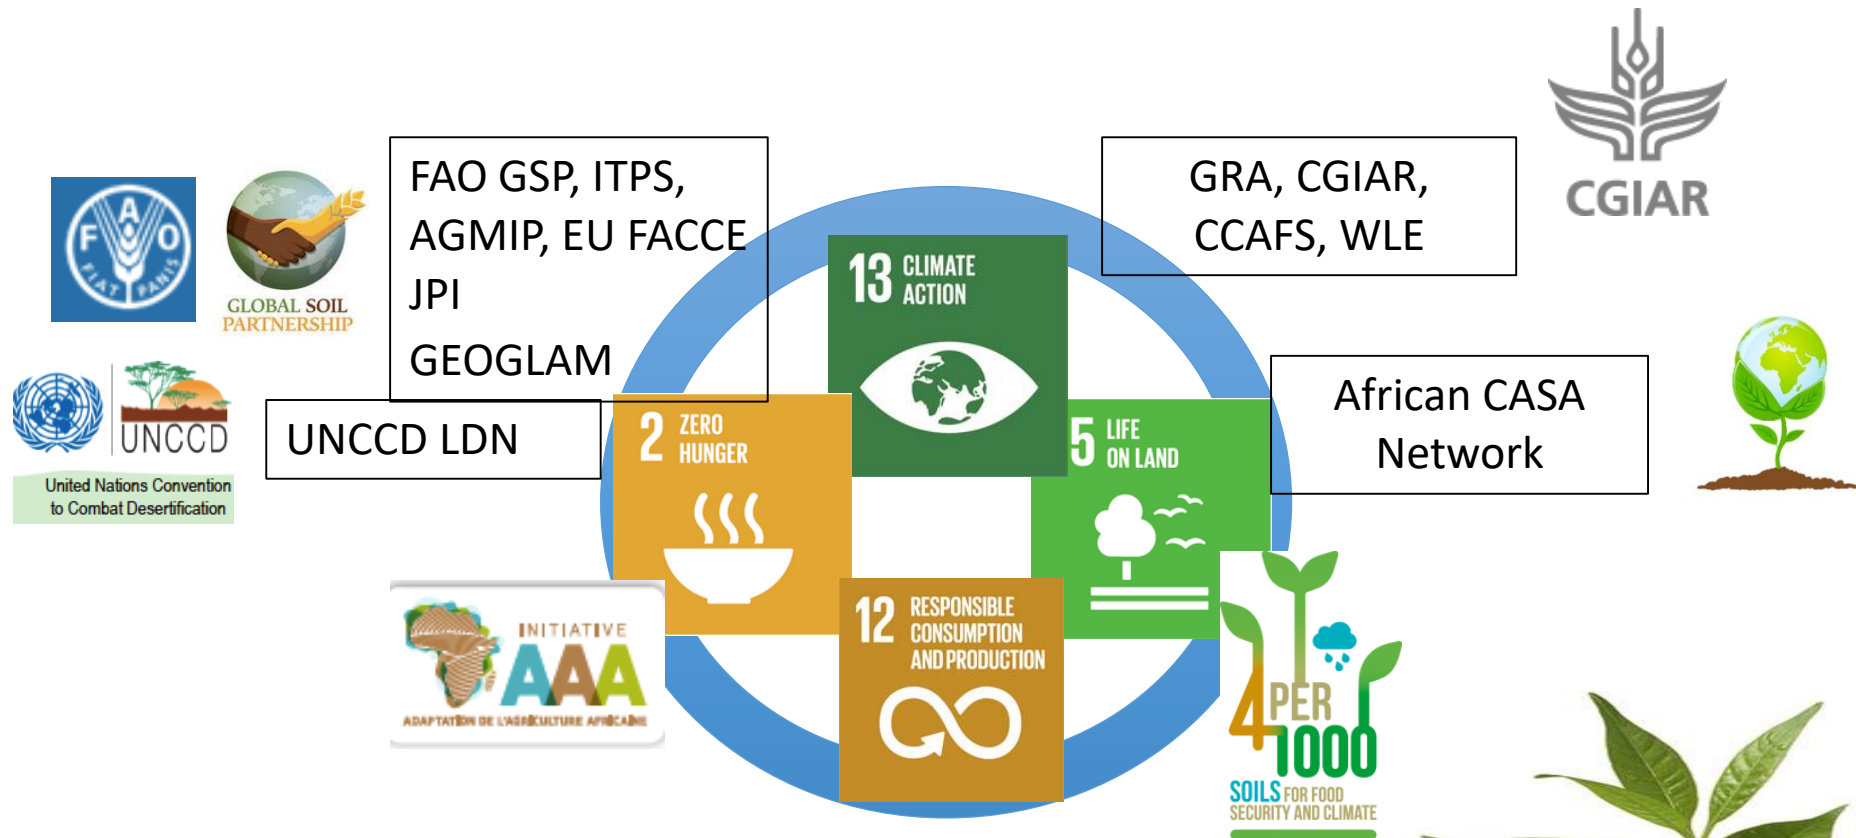 FAO GSP, ITPS,
AGMIP, EU FACCE
JPI
GEOGLAM
GRA, CGIAR,
CCAFS, WLE
CGIAR
FAO
FIAT PANIS
GLOBAL SOIL
PARTNERSHIP
13 CLIMATE
ACTION
UNCCD
United Nations Convention
to Combat Desertification
UNCCD LDN
2 ZERO
HUNGER
5 LIFE
ON LAND
African CASA
Network
INITIATIVE
AAA
ADAPTATION DE L'AGRICULTURE AFRICAINE
12 RESPONSIBLE
CONSUMPTION
AND PRODUCTION
4 PER
1000
SOILS FOR FOOD
SECURITY AND CLIMATE